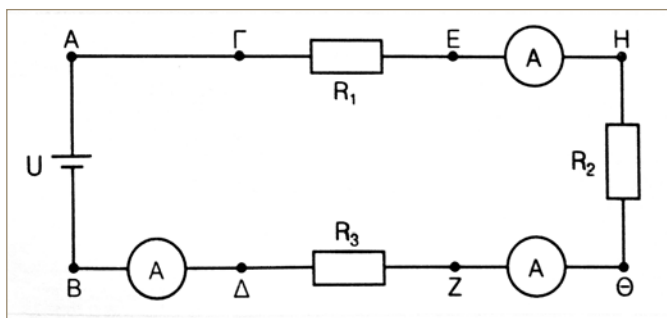 Α Γ Ε Α Η
R₁
U R₂
R₃
Α Α
Β Δ Ζ Θ